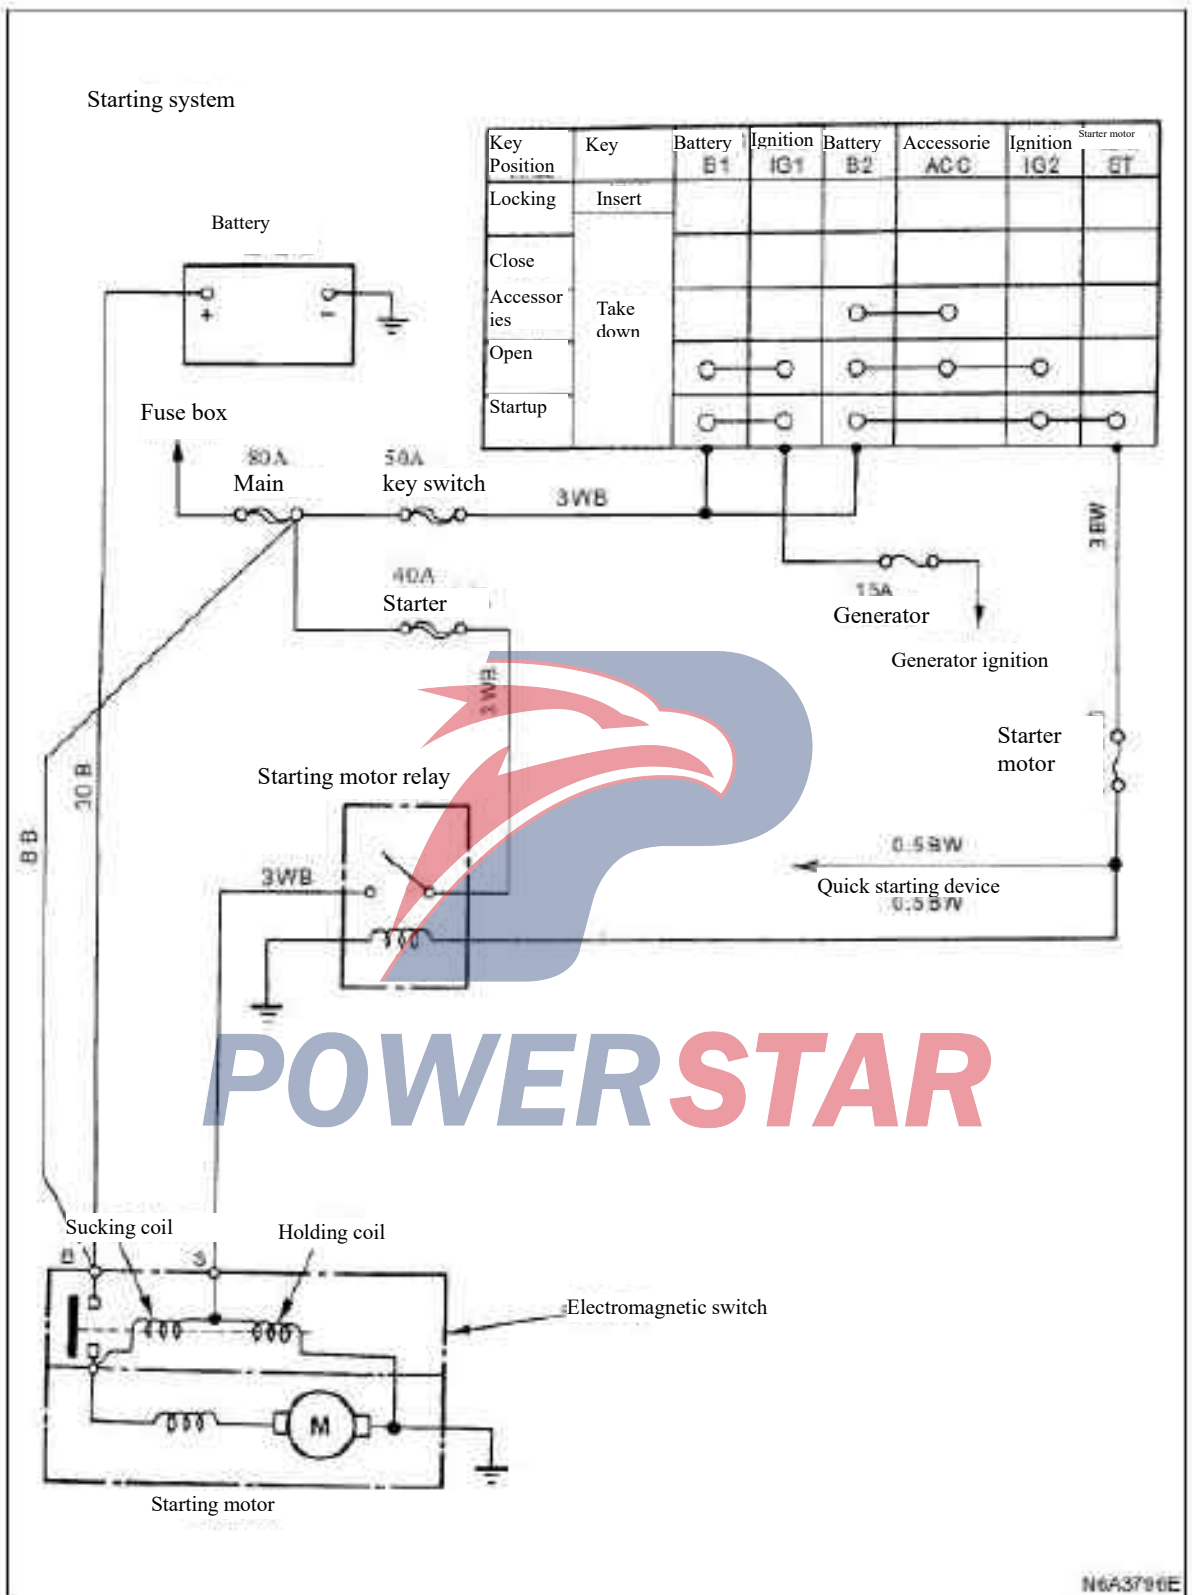 Starting system
Key Position
Key
Battery B1
Ignition IG1
Battery B2
Accessorie ACC
Ignition IG2
Starter motor ST
Locking
Insert
Close
Accessor
ies
Take
down
Open
Startup
Battery
+
−
Fuse box
80A
Main
50A
key switch
3WB
3BW
40A
Starter
15A
Generator
Generator ignition
3WB
Starter
motor
Starting motor relay
8B
0.5BW
Quick starting device
0.5BW
3WB
POWERSTAR
Sucking coil
Holding coil
B
S
Electromagnetic switch
M
Starting motor
N6A3796E